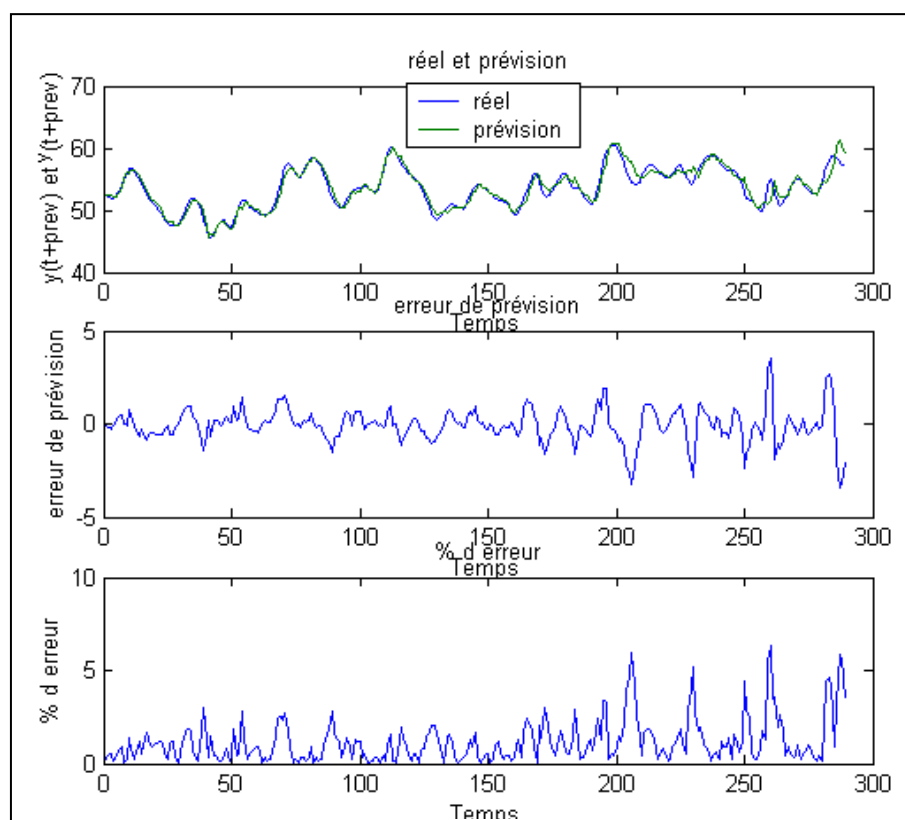 réel et prévision
y(t+prev) et Y(t+prev)
70
60
50
40
réel
prévision
0
50
100
150
200
250
300
Temps
erreur de prévision
erreur de prévision
5
0
-5
0
50
100
150
200
250
300
Temps
% d erreur
% d erreur
10
5
0
0
50
100
150
200
250
300
Temps